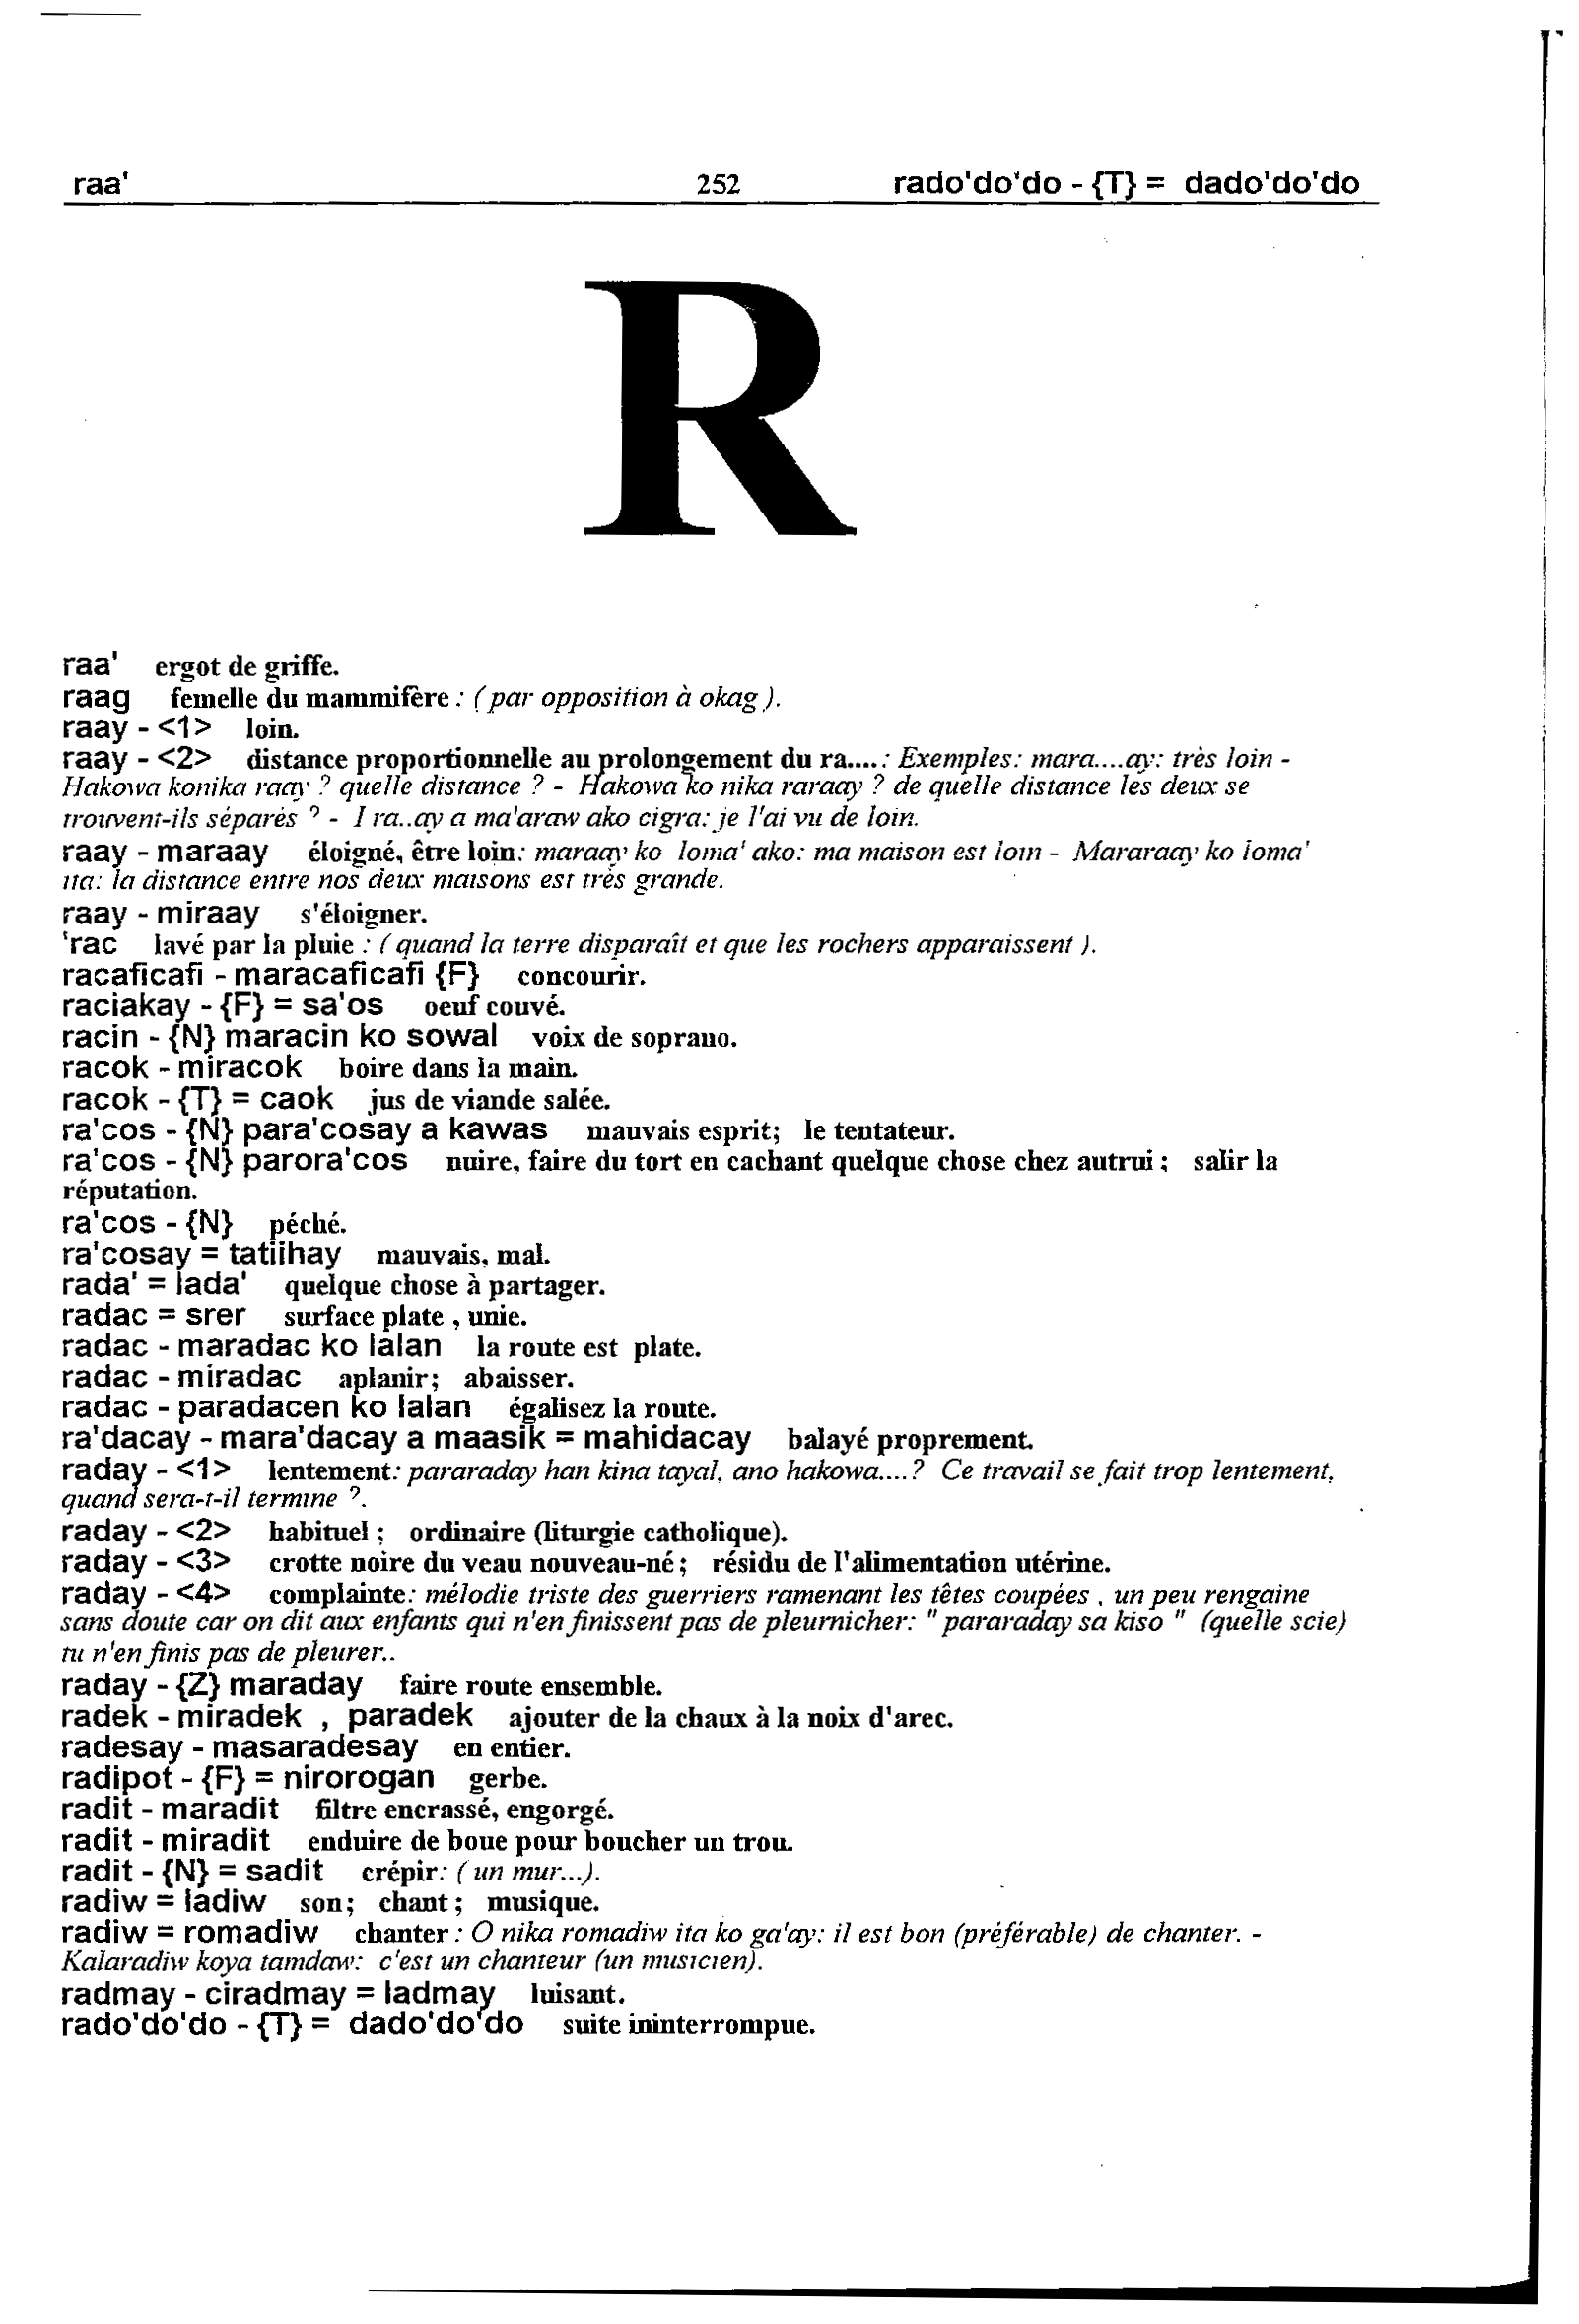 raa' 252 rado'do'do - {T} = dado'do'do
R
raa' ergot de griffe.
raag femelle du mammifère : ( par opposition à okag ).
raay - <1> loin.
raay - <2> distance proportionnelle au prolongement du ra.... : Exemples: mara....ay: très loin -
Hakowa konika raay ? quelle distance ? - Hakowa ko nika raraay ? de quelle distance les deux se
trouvent-ils séparés ? - I ra..ay a ma'araw ako cigra: je l'ai vu de loin.
raay - maraay éloigné, être loin: maraay ko loma' ako: ma maison est loin - Mararaay ko loma'
ita: la distance entre nos deux maisons est très grande.
raay - miraay s'éloigner.
'rac lavé par la pluie : ( quand la terre disparaît et que les rochers apparaissent ).
racaficafi - maracaficafi {F} concourir.
raciakay - {F} = sa'os oeuf couvé.
racin - {N} maracin ko sowal voix de soprano.
racok - miracok boire dans la main.
racok - {T} = caok jus de viande salée.
ra'cos - {N} para'cosay a kawas mauvais esprit; le tentateur.
ra'cos - {N} parora'cos nuire, faire du tort en cachant quelque chose chez autrui ; salir la
réputation.
ra'cos - {N} péché.
ra'cosay = tatiihay mauvais, mal.
rada' = lada' quelque chose à partager.
radac = srer surface plate , unie.
radac - maradac ko lalan la route est plate.
radac - miradac aplanir; abaisser.
radac - paradacen ko lalan égalisez la route.
ra'dacay - mara'dacay a maasik = mahidacay balayé proprement.
raday - <1> lentement: pararaday han kina tayal, ano hakowa....? Ce travail se fait trop lentement,
quand sera-t-il terminé ?.
raday - <2> habituel ; ordinaire (liturgie catholique).
raday - <3> crotte noire du veau nouveau-né ; résidu de l'alimentation utérine.
raday - <4> complainte: mélodie triste des guerriers ramenant les têtes coupées , un peu rengaine
sans doute car on dit aux enfants qui n'en finissent pas de pleurnicher: " pararaday sa kiso " (quelle scie)
tu n'en finis pas de pleurer..
raday - {Z} maraday faire route ensemble.
radek - miradek , paradek ajouter de la chaux à la noix d'arec.
radesay - masaradesay en entier.
radipot - {F} = nirorogan gerbe.
radit - maradit filtre encrassé, engorgé.
radit - miradit enduire de boue pour boucher un trou.
radit - {N} = sadit crépir: ( un mur...).
radiw = ladiw son; chant ; musique.
radiw = romadiw chanter : O nika romadiw ita ko ga'ay: il est bon (préférable) de chanter. -
Kalaradiw koya tamdaw: c'est un chanteur (un musicien).
radmay - ciradmay = ladmay luisant.
rado'do'do - {T} = dado'do'do suite ininterrompue.